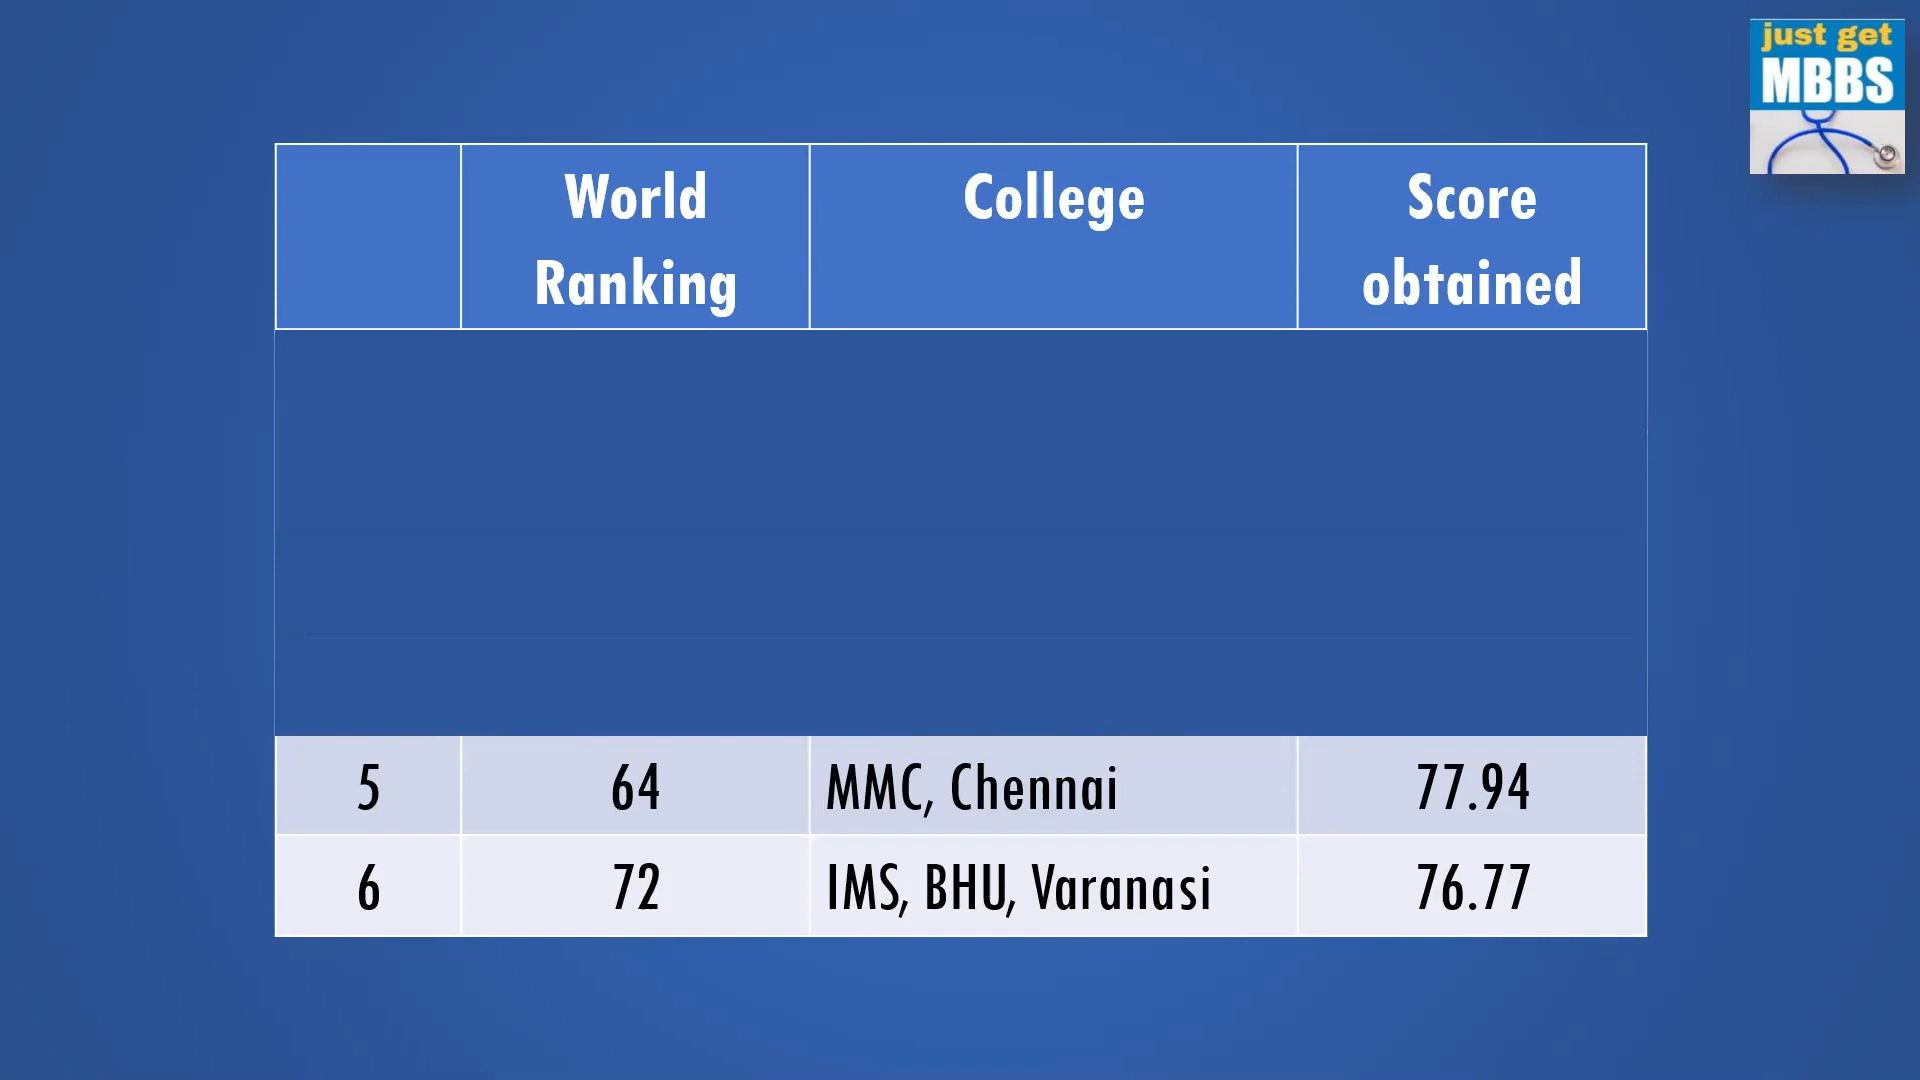 just get
MBBS
World Ranking College Score obtained
5 64 MMC, Chennai 77.94
6 72 IMS, BHU, Varanasi 76.77